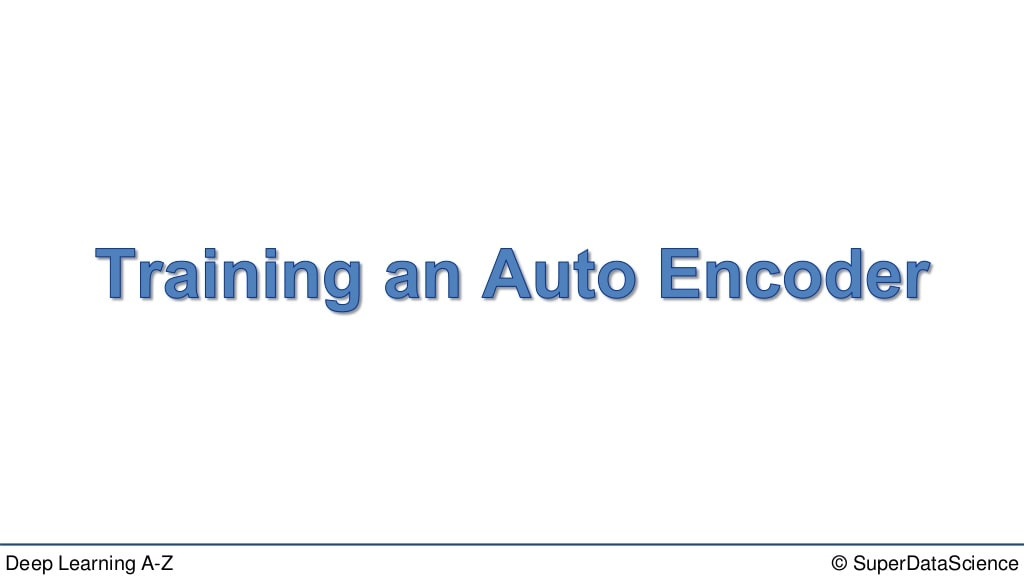 Training an Auto Encoder
Deep Learning A-Z
© SuperDataScience